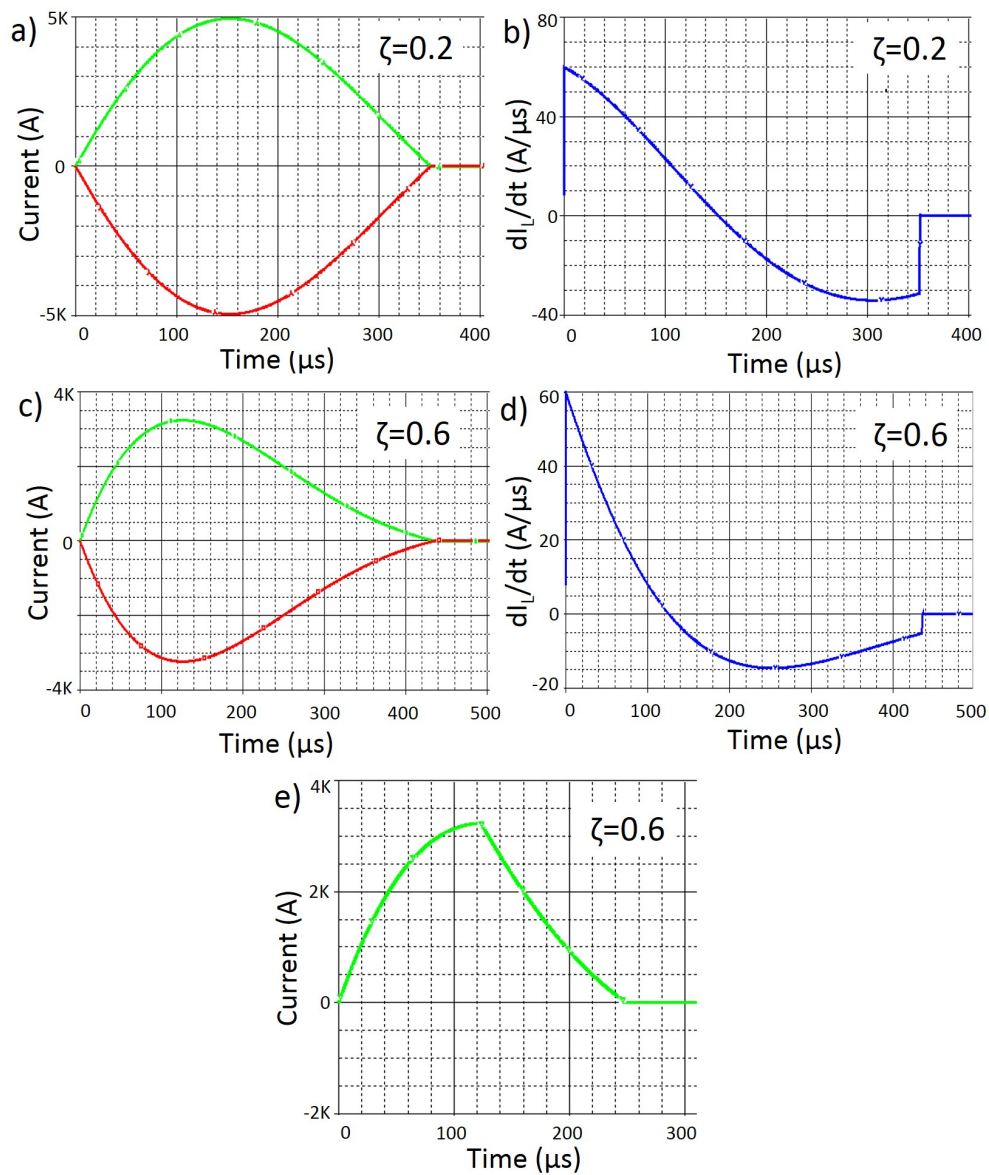 a)
5K
ζ=0.2
Current (A)
0
-5K
0 100 200 300 400
Time (µs)
b)
80
ζ=0.2
dIL/dt (A/µs)
40
0
-40
0 100 200 300 400
Time (µs)
c)
4K
ζ=0.6
Current (A)
0
-4K
0 100 200 300 400 500
Time (µs)
d)
60
ζ=0.6
dIL/dt (A/µs)
40
20
0
-20
0 100 200 300 400 500
Time (µs)
e)
4K
ζ=0.6
Current (A)
2K
0
-2K
0 100 200 300
Time (µs)